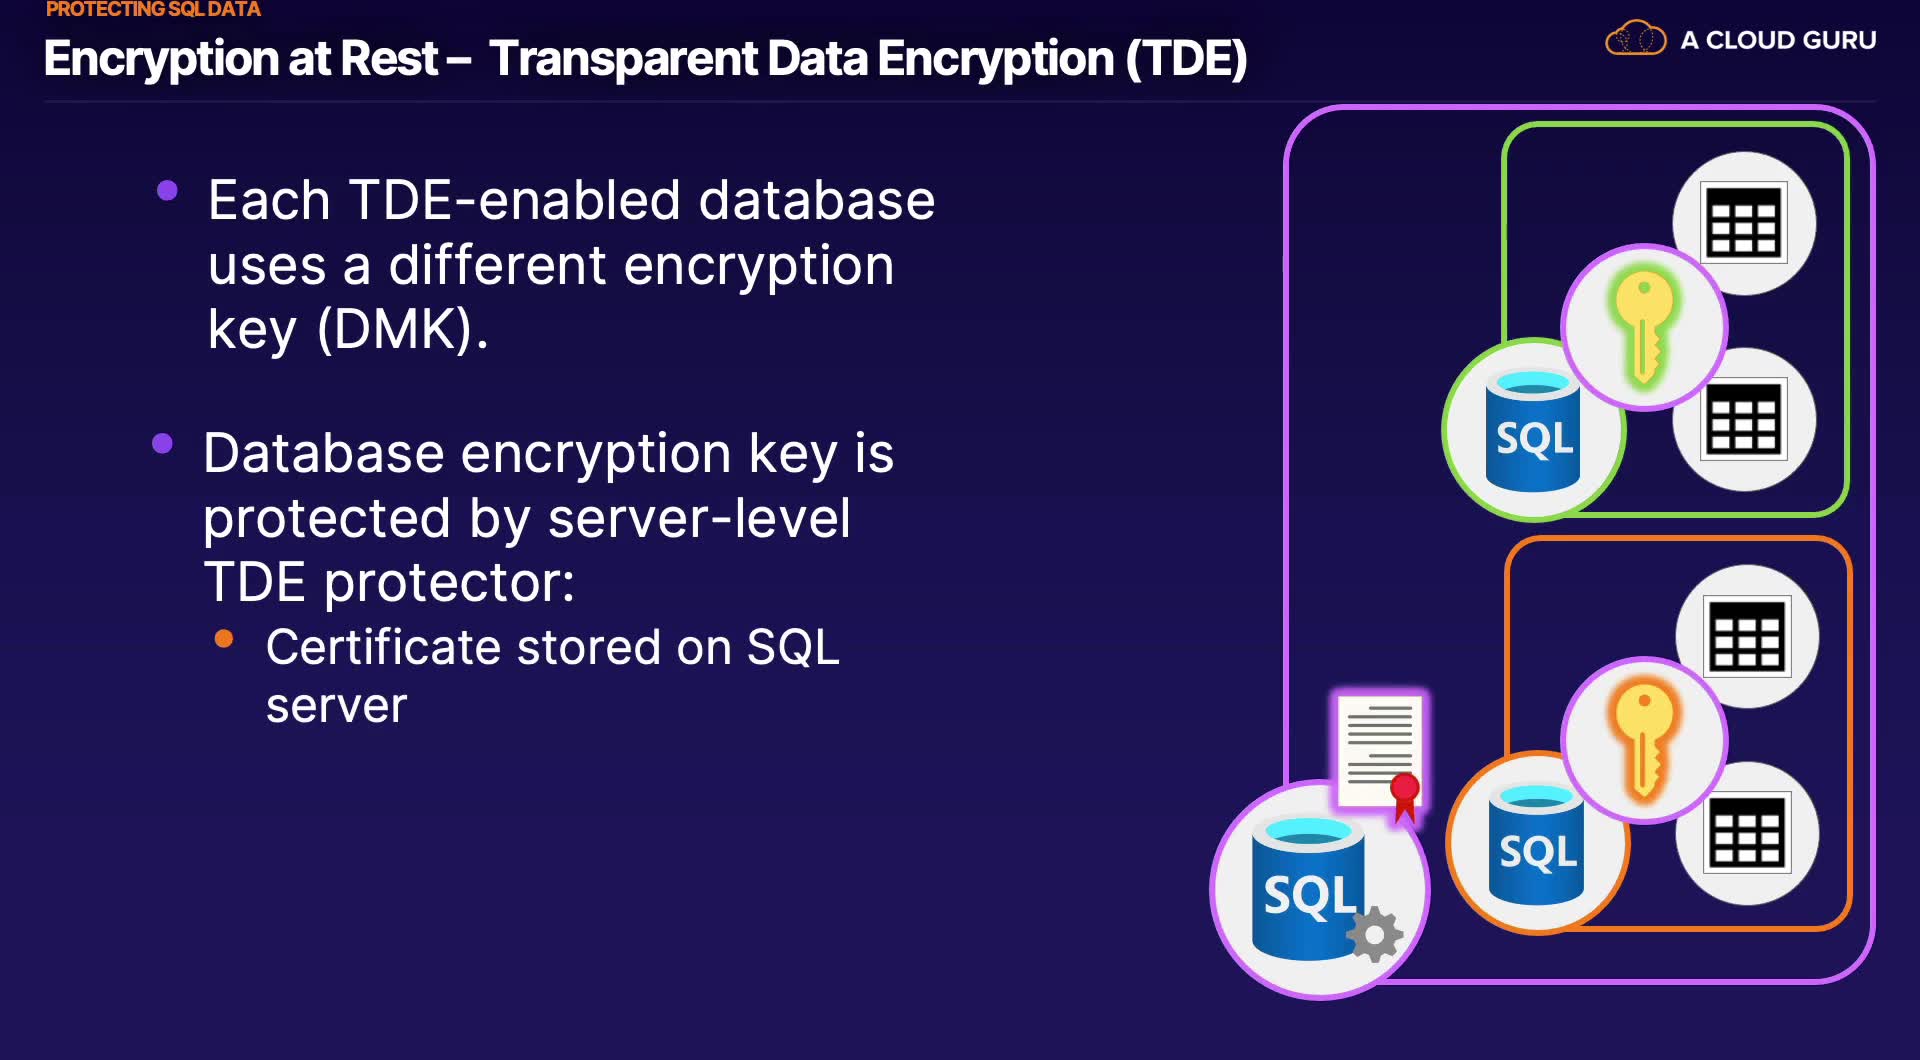 PROTECTING SQL DATA
Encryption at Rest – Transparent Data Encryption (TDE)
A CLOUD GURU
Each TDE-enabled database
uses a different encryption
key (DMK).
Database encryption key is
protected by server-level
TDE protector:
Certificate stored on SQL
server
SQL
SQL
SQL